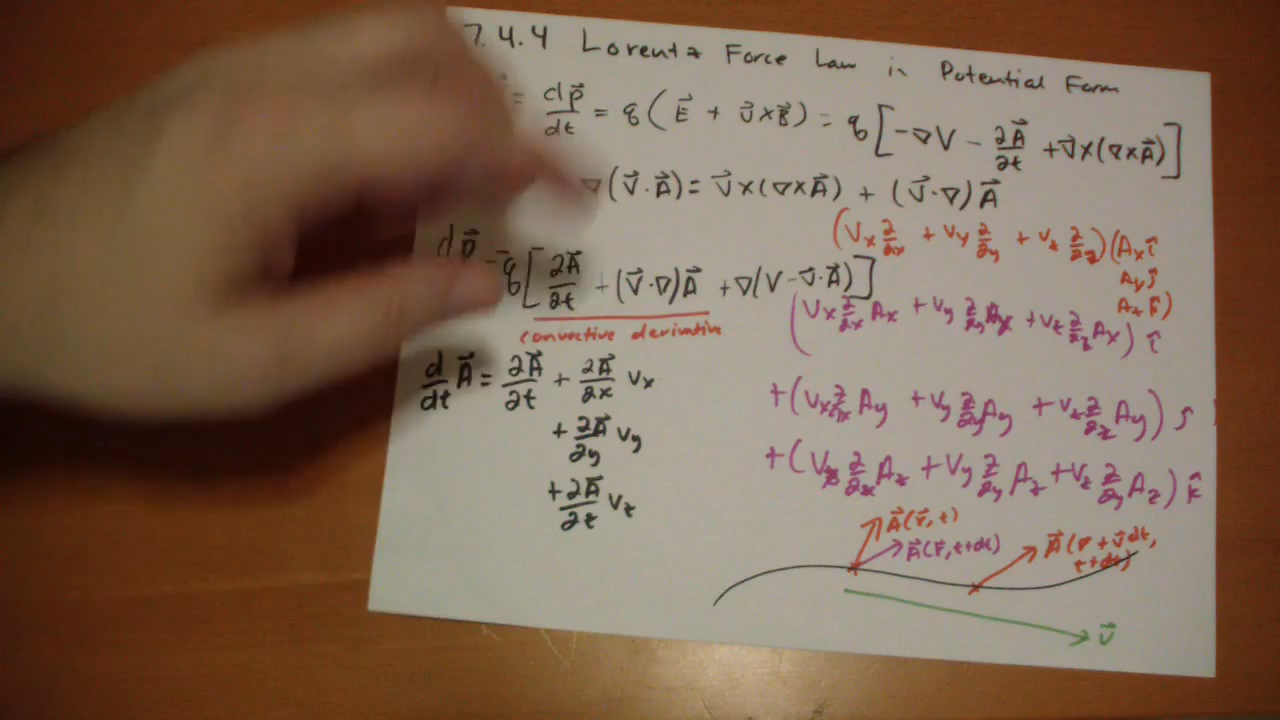 7.4.4 Lorentz Force Law in Potential Form
= dp⃗/dt = q(E⃗ + v⃗×B⃗) = q[-∇V - ∂A⃗/∂t + v⃗×(∇×A⃗)]
∇(v⃗·A⃗) = v⃗×(∇×A⃗) + (v⃗·∇)A⃗
(Vx ∂/∂x + Vy ∂/∂y + Vz ∂/∂z)(Ax î
Ay ĵ
Az k̂)
dp⃗ = -q[∂A⃗/∂t + (v⃗·∇)A⃗ + ∇(V - v⃗·A⃗)]
convective derivative
(Vx ∂/∂x Ax + Vy ∂/∂y Ax + Vz ∂/∂z Ax) î
d/dt A⃗ = ∂A⃗/∂t + ∂A⃗/∂x Vx
+ ∂A⃗/∂y Vy
+ ∂A⃗/∂z Vz
+(Vx ∂/∂x Ay + Vy ∂/∂y Ay + Vz ∂/∂z Ay) ĵ
+(Vx ∂/∂x Az + Vy ∂/∂y Az + Vz ∂/∂y Az) k̂
A⃗(r⃗, t)
A⃗(r⃗, t+dt)
A⃗(r⃗ + v⃗dt,
t+dt)
v⃗